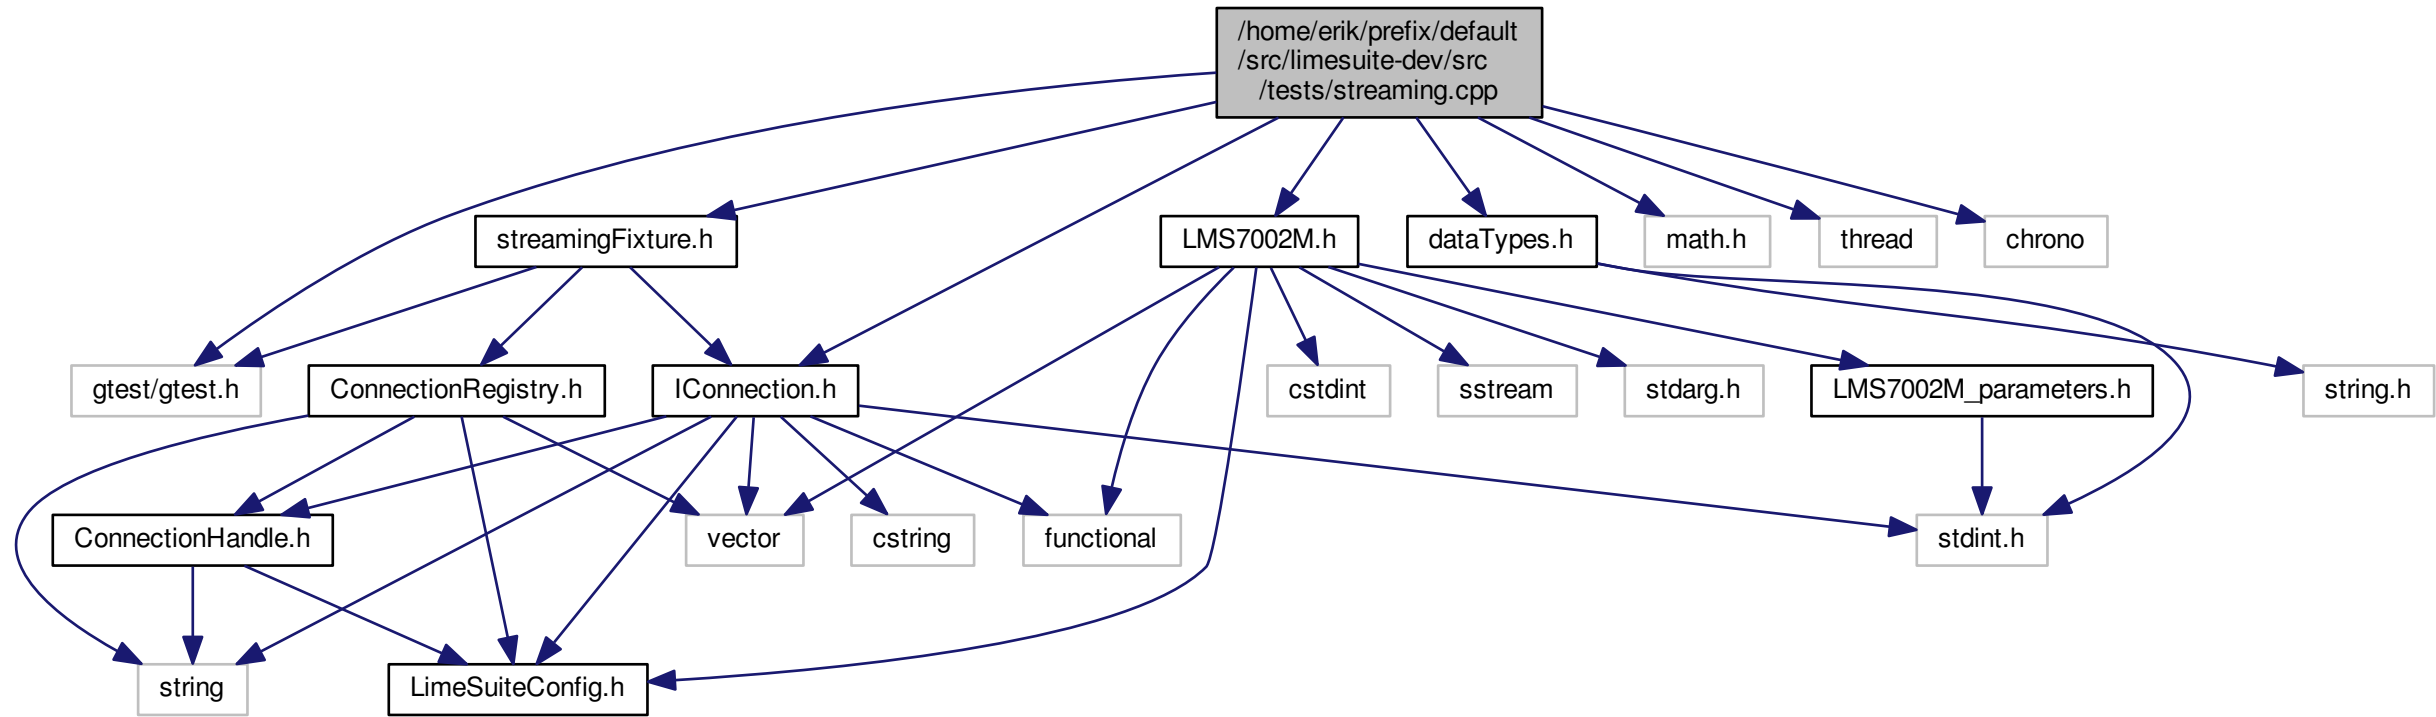 /home/erik/prefix/default
/src/limesuite-dev/src
/tests/streaming.cpp
streamingFixture.h
LMS7002M.h
dataTypes.h
math.h
thread
chrono
gtest/gtest.h
ConnectionRegistry.h
IConnection.h
cstdint
sstream
stdarg.h
LMS7002M_parameters.h
string.h
ConnectionHandle.h
vector
cstring
functional
stdint.h
string
LimeSuiteConfig.h